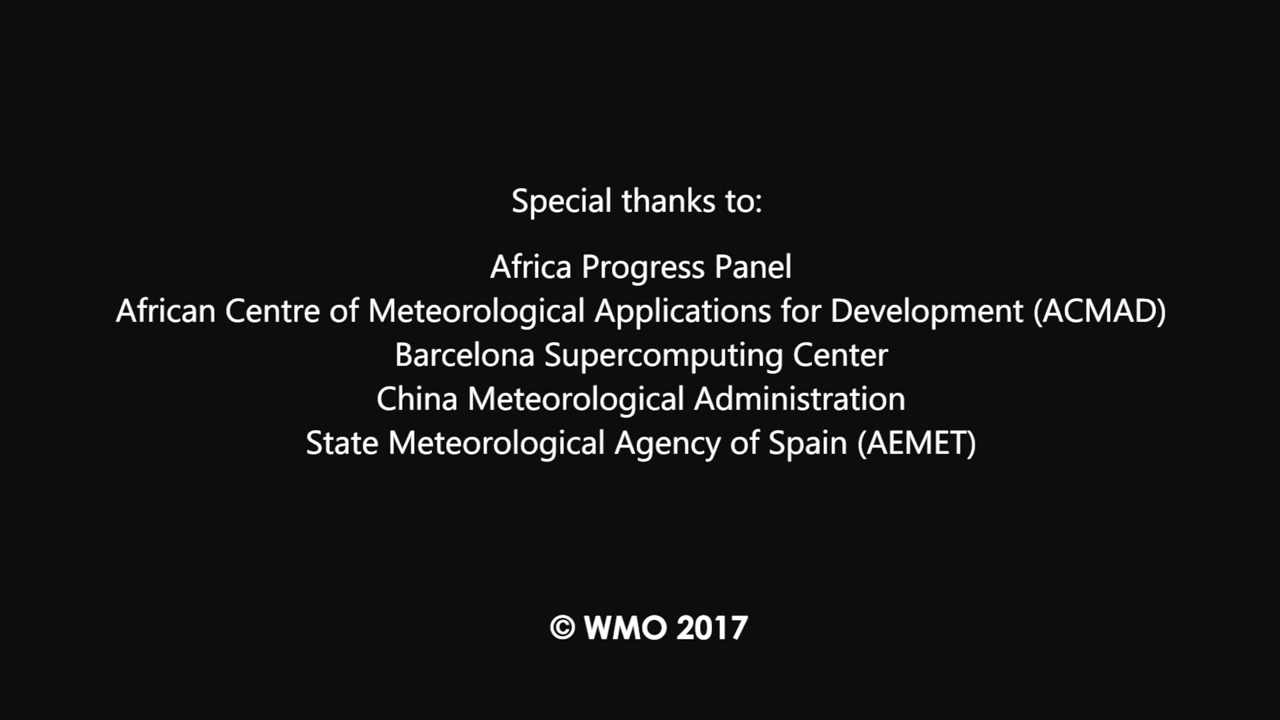 Special thanks to:
Africa Progress Panel
African Centre of Meteorological Applications for Development (ACMAD)
Barcelona Supercomputing Center
China Meteorological Administration
State Meteorological Agency of Spain (AEMET)
© WMO 2017